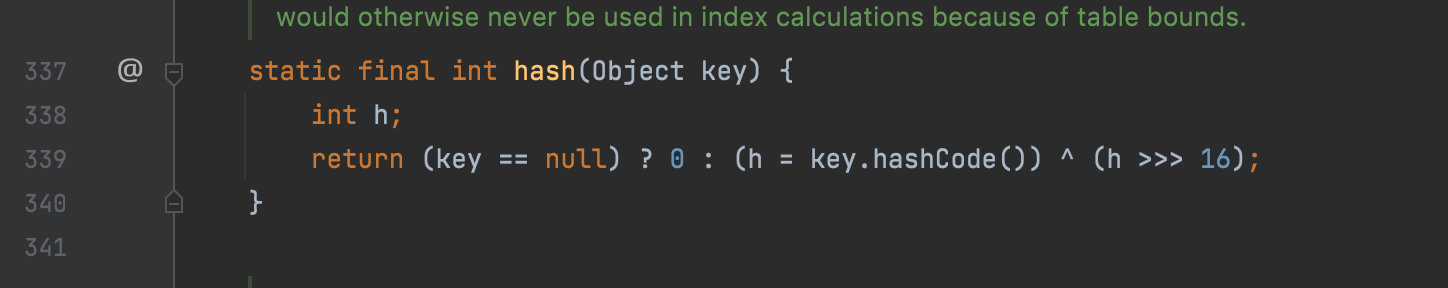 would otherwise never be used in index calculations because of table bounds.
337 @ static final int hash(Object key) {
338 int h;
339 return (key == null) ? 0 : (h = key.hashCode()) ^ (h >>> 16);
340 }
341